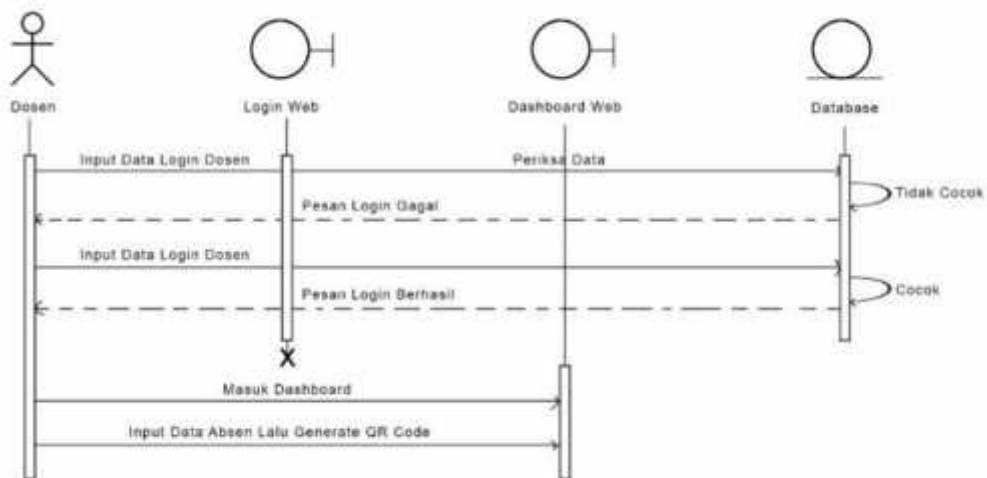 Dosen
Login Web
Dashboard Web
Database
Input Data Login Dosen
Periksa Data
Tidak Cocok
Pesan Login Gagal
Input Data Login Dosen
Cocok
Pesan Login Berhasil
X
Masuk Dashboard
Input Data Absen Lalu Generate QR Code